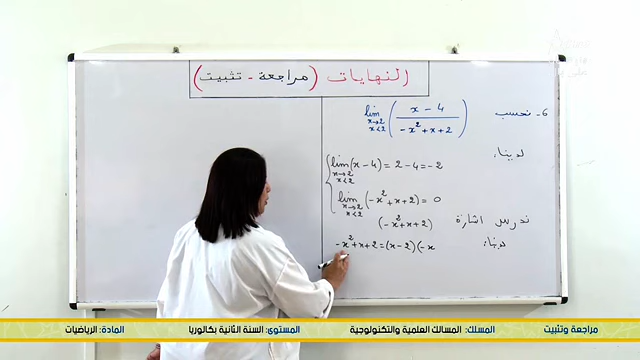 النهايات (مراجعة - تثبيت)
6- نحسب lim x→2 x<2 ( (x - 4) / (-x² + x + 2) )
لدينا:
lim x→2 x<2 (x - 4) = 2 - 4 = -2
lim x→2 x<2 (-x² + x + 2) = 0
ندرس اشارة (-x² + x + 2)
لدينا: -x² + x + 2 = (x - 2)(-x
مراجعة وتثبيت المسلك: المسالك العلمية والتكنولوجية المستوى: السنة الثانية بكالوريا المادة: الرياضيات